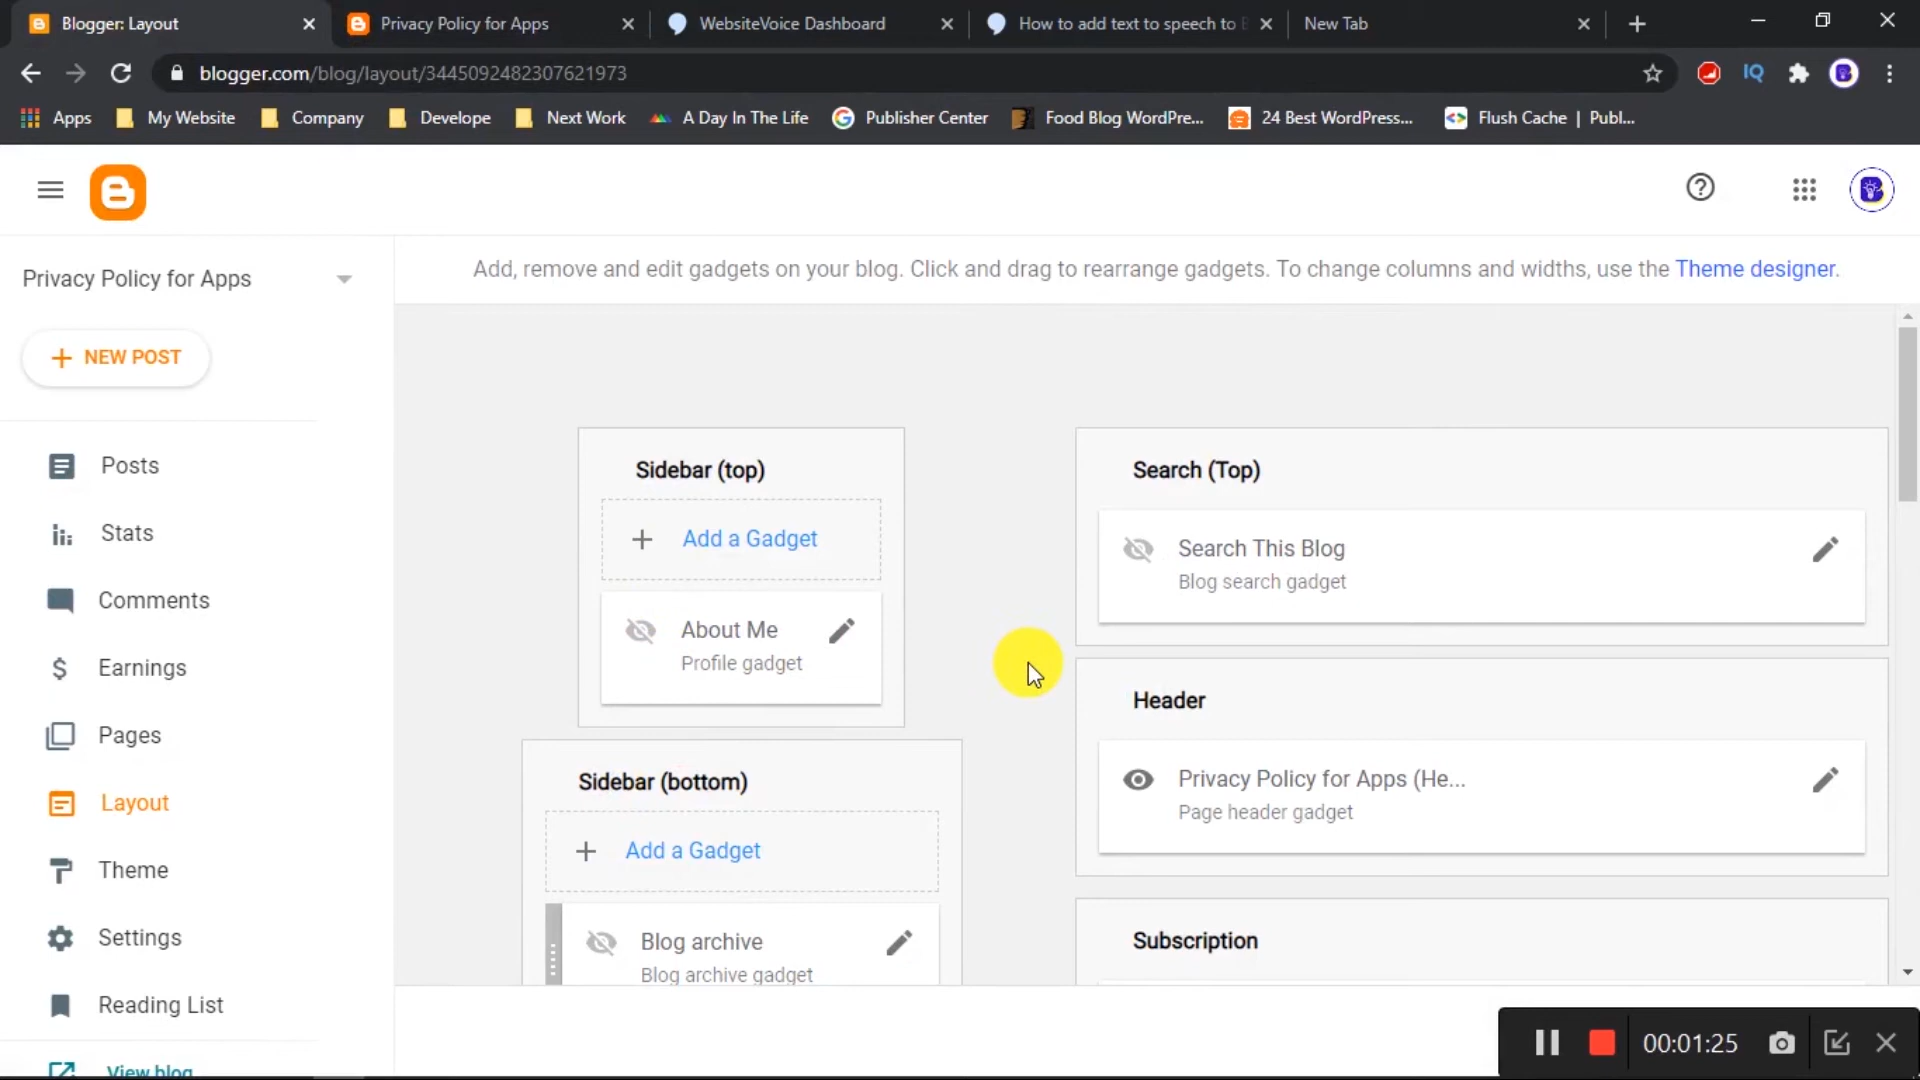 Blogger: Layout
Privacy Policy for Apps
WebsiteVoice Dashboard
How to add text to speech to
New Tab
blogger.com/blog/layout/3445092482307621973
IQ
Apps
My Website
Company
Develope
Next Work
A Day In The Life
Publisher Center
Food Blog WordPre...
24 Best WordPress...
Flush Cache | Publ...
Privacy Policy for Apps
Add, remove and edit gadgets on your blog. Click and drag to rearrange gadgets. To change columns and widths, use the Theme designer.
NEW POST
Posts
Stats
Comments
Earnings
Pages
Layout
Theme
Settings
Reading List
View blog
Sidebar (top)
Add a Gadget
About Me
Profile gadget
Sidebar (bottom)
Add a Gadget
Blog archive
Blog archive gadget
Search (Top)
Search This Blog
Blog search gadget
Header
Privacy Policy for Apps (He...
Page header gadget
Subscription
00:01:25